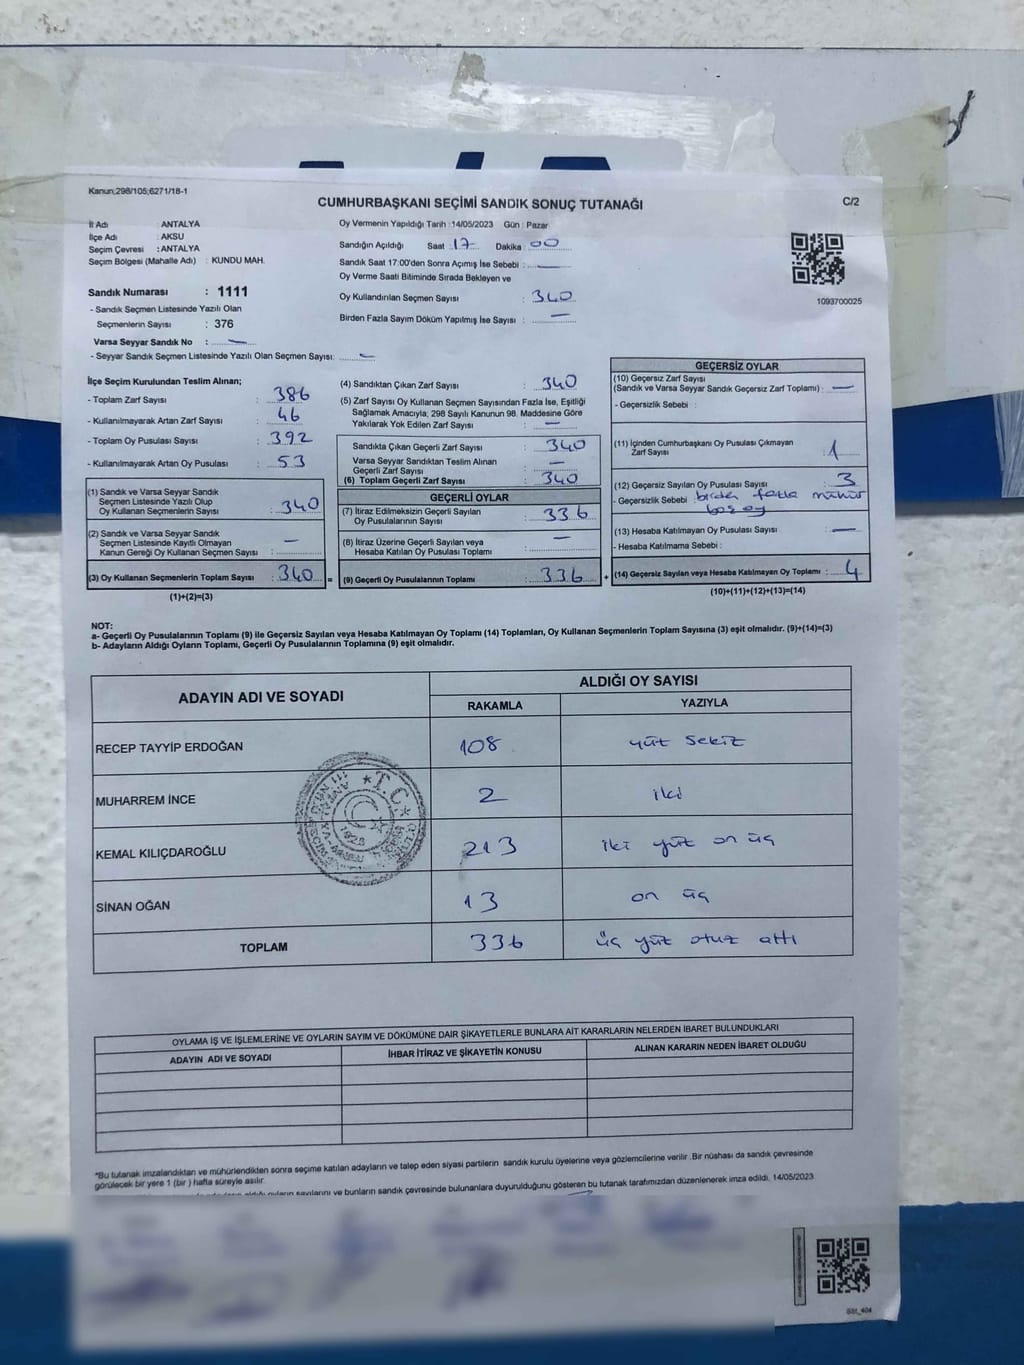 Kanun;298/105;6271/18-1
CUMHURBAŞKANI SEÇİMİ SANDIK SONUÇ TUTANAĞI
C/2
İl Adı : ANTALYA
İlçe Adı : AKSU
Seçim Çevresi : ANTALYA
Seçim Bölgesi (Mahalle Adı) : KUNDU MAH.
Sandık Numarası : 1111
- Sandık Seçmen Listesinde Yazılı Olan
Seçmenlerin Sayısı : 376
Varsa Seyyar Sandık No : —
- Seyyar Sandık Seçmen Listesinde Yazılı Olan Seçmen Sayısı: —
Oy Vermenin Yapıldığı Tarih : 14/05/2023 Gün : Pazar
Sandığın Açıldığı Saat 17 Dakika 00
Sandık Saat 17:00'den Sonra Açımış İse Sebebi : —
Oy Verme Saati Bitiminde Sırada Bekleyen ve
Oy Kullandırılan Seçmen Sayısı : 340
Birden Fazla Sayım Döküm Yapılmış İse Sayısı : —
1093700025
İlçe Seçim Kurulundan Teslim Alınan;
- Toplam Zarf Sayısı : 386
- Kullanılmayarak Artan Zarf Sayısı : 46
- Toplam Oy Pusulası Sayısı : 392
- Kullanılmayarak Artan Oy Pusulası : 53
(1) Sandık ve Varsa Seyyar Sandık
Seçmen Listesinde Yazılı Olup
Oy Kullanan Seçmenlerin Sayısı : 340
(2) Sandık ve Varsa Seyyar Sandık
Seçmen Listesinde Kayıtlı Olmayan
Kanun Gereği Oy Kullanan Seçmen Sayısı : —
(3) Oy Kullanan Seçmenlerin Toplam Sayısı : 340 =
(1)+(2)=(3)
(4) Sandıktan Çıkan Zarf Sayısı : 340
(5) Zarf Sayısı Oy Kullanan Seçmen Sayısından Fazla İse, Eşitliği
Sağlamak Amacıyla; 298 Sayılı Kanunun 98. Maddesine Göre
Yakılarak Yok Edilen Zarf Sayısı : —
Sandıkta Çıkan Geçerli Zarf Sayısı : 340
Varsa Seyyar Sandıktan Teslim Alınan
Geçerli Zarf Sayısı : —
(6) Toplam Geçerli Zarf Sayısı : 340
GEÇERLİ OYLAR
(7) İtiraz Edilmeksizin Geçerli Sayılan
Oy Pusulalarının Sayısı : 336
(8) İtiraz Üzerine Geçerli Sayılan veya
Hesaba Katılan Oy Pusulası Toplamı : —
(9) Geçerli Oy Pusulalarının Toplamı : 336 +
GEÇERSİZ OYLAR
(10) Geçersiz Zarf Sayısı
(Sandık ve Varsa Seyyar Sandık Geçersiz Zarf Toplamı) : —
- Geçersizlik Sebebi :
(11) İçinden Cumhurbaşkanı Oy Pusulası Çıkmayan
Zarf Sayısı : 1
(12) Geçersiz Sayılan Oy Pusulası Sayısı : 3
- Geçersizlik Sebebi : birden fazla mühür
boş oy
(13) Hesaba Katılmayan Oy Pusulası Sayısı : —
- Hesaba Katılmama Sebebi :
(14) Geçersiz Sayılan veya Hesaba Katılmayan Oy Toplamı : 4
(10)+(11)+(12)+(13)=(14)
NOT:
a- Geçerli Oy Pusulalarının Toplamı (9) ile Geçersiz Sayılan veya Hesaba Katılmayan Oy Toplamı (14) Toplamları, Oy Kullanan Seçmenlerin Toplam Sayısına (3) eşit olmalıdır. (9)+(14)=(3)
b- Adayların Aldığı Oyların Toplamı, Geçerli Oy Pusulalarının Toplamına (9) eşit olmalıdır.
ADAYIN ADI VE SOYADI ALDIĞI OY SAYISI
RAKAMLA YAZIYLA
RECEP TAYYİP ERDOĞAN 108 yüz sekiz
MUHARREM İNCE 2 iki
KEMAL KILIÇDAROĞLU 213 iki yüz on üç
SİNAN OĞAN 13 on üç
TOPLAM 336 üç yüz otuz altı
T.C.
OYLAMA İŞ VE İŞLEMLERİNE VE OYLARIN SAYIM VE DÖKÜMÜNE DAİR ŞİKAYETLERLE BUNLARA AİT KARARLARIN NELERDEN İBARET BULUNDUKLARI
ADAYIN ADI VE SOYADI İHBAR İTİRAZ VE ŞİKAYETİN KONUSU ALINAN KARARIN NEDEN İBARET OLDUĞU
*Bu tutanak imzalandıktan ve mühürlendikten sonra seçime katılan adayların ve talep eden siyasi partilerin sandık kurulu üyelerine veya gözlemcilerine verilir .Bir nüshası da sandık çevresinde
görülecek bir yere 1 (bir ) hafta süreyle asılır.
sayılarını ve bunların sandık çevresinde bulunanlara duyurulduğunu gösteren bu tutanak tarafımızdan düzenlenerek imza edildi. 14/05/2023